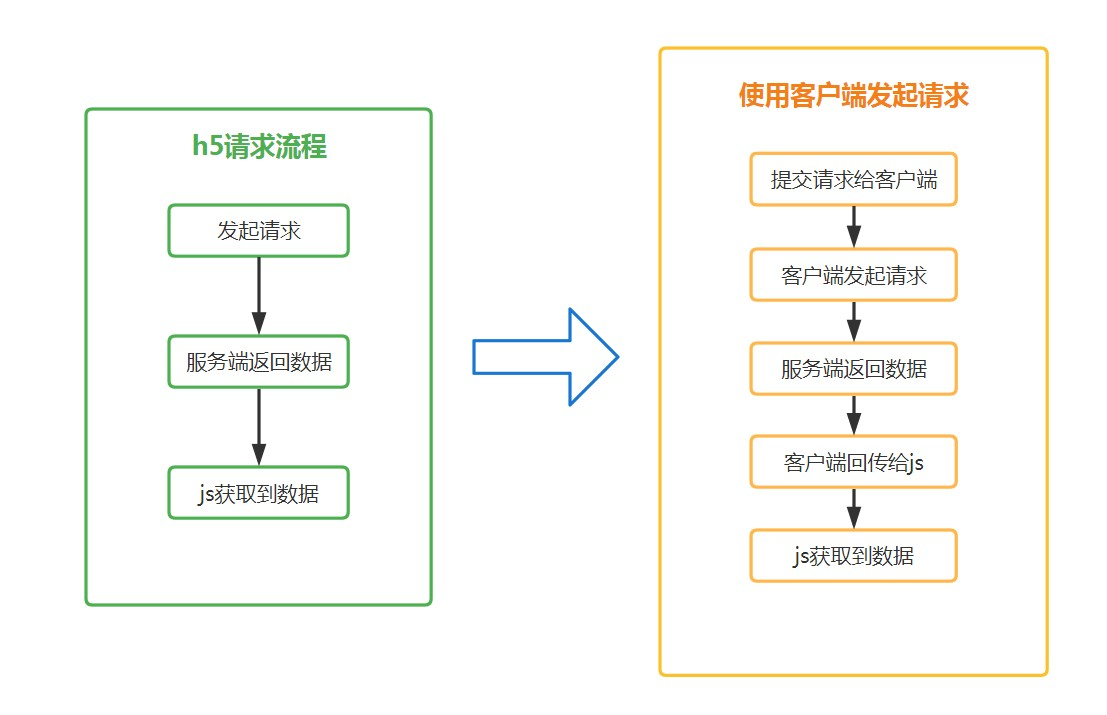 h5请求流程
发起请求
服务端返回数据
js获取到数据
使用客户端发起请求
提交请求给客户端
客户端发起请求
服务端返回数据
客户端回传给js
js获取到数据